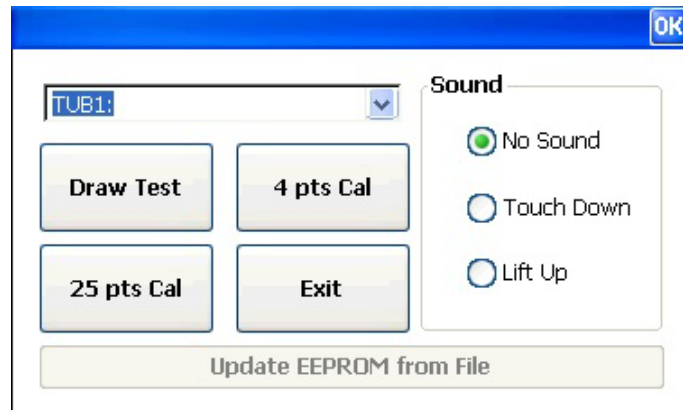 OK
TUB1:
Sound
No Sound
Draw Test
4 pts Cal
Touch Down
25 pts Cal
Exit
Lift Up
Update EEPROM from File